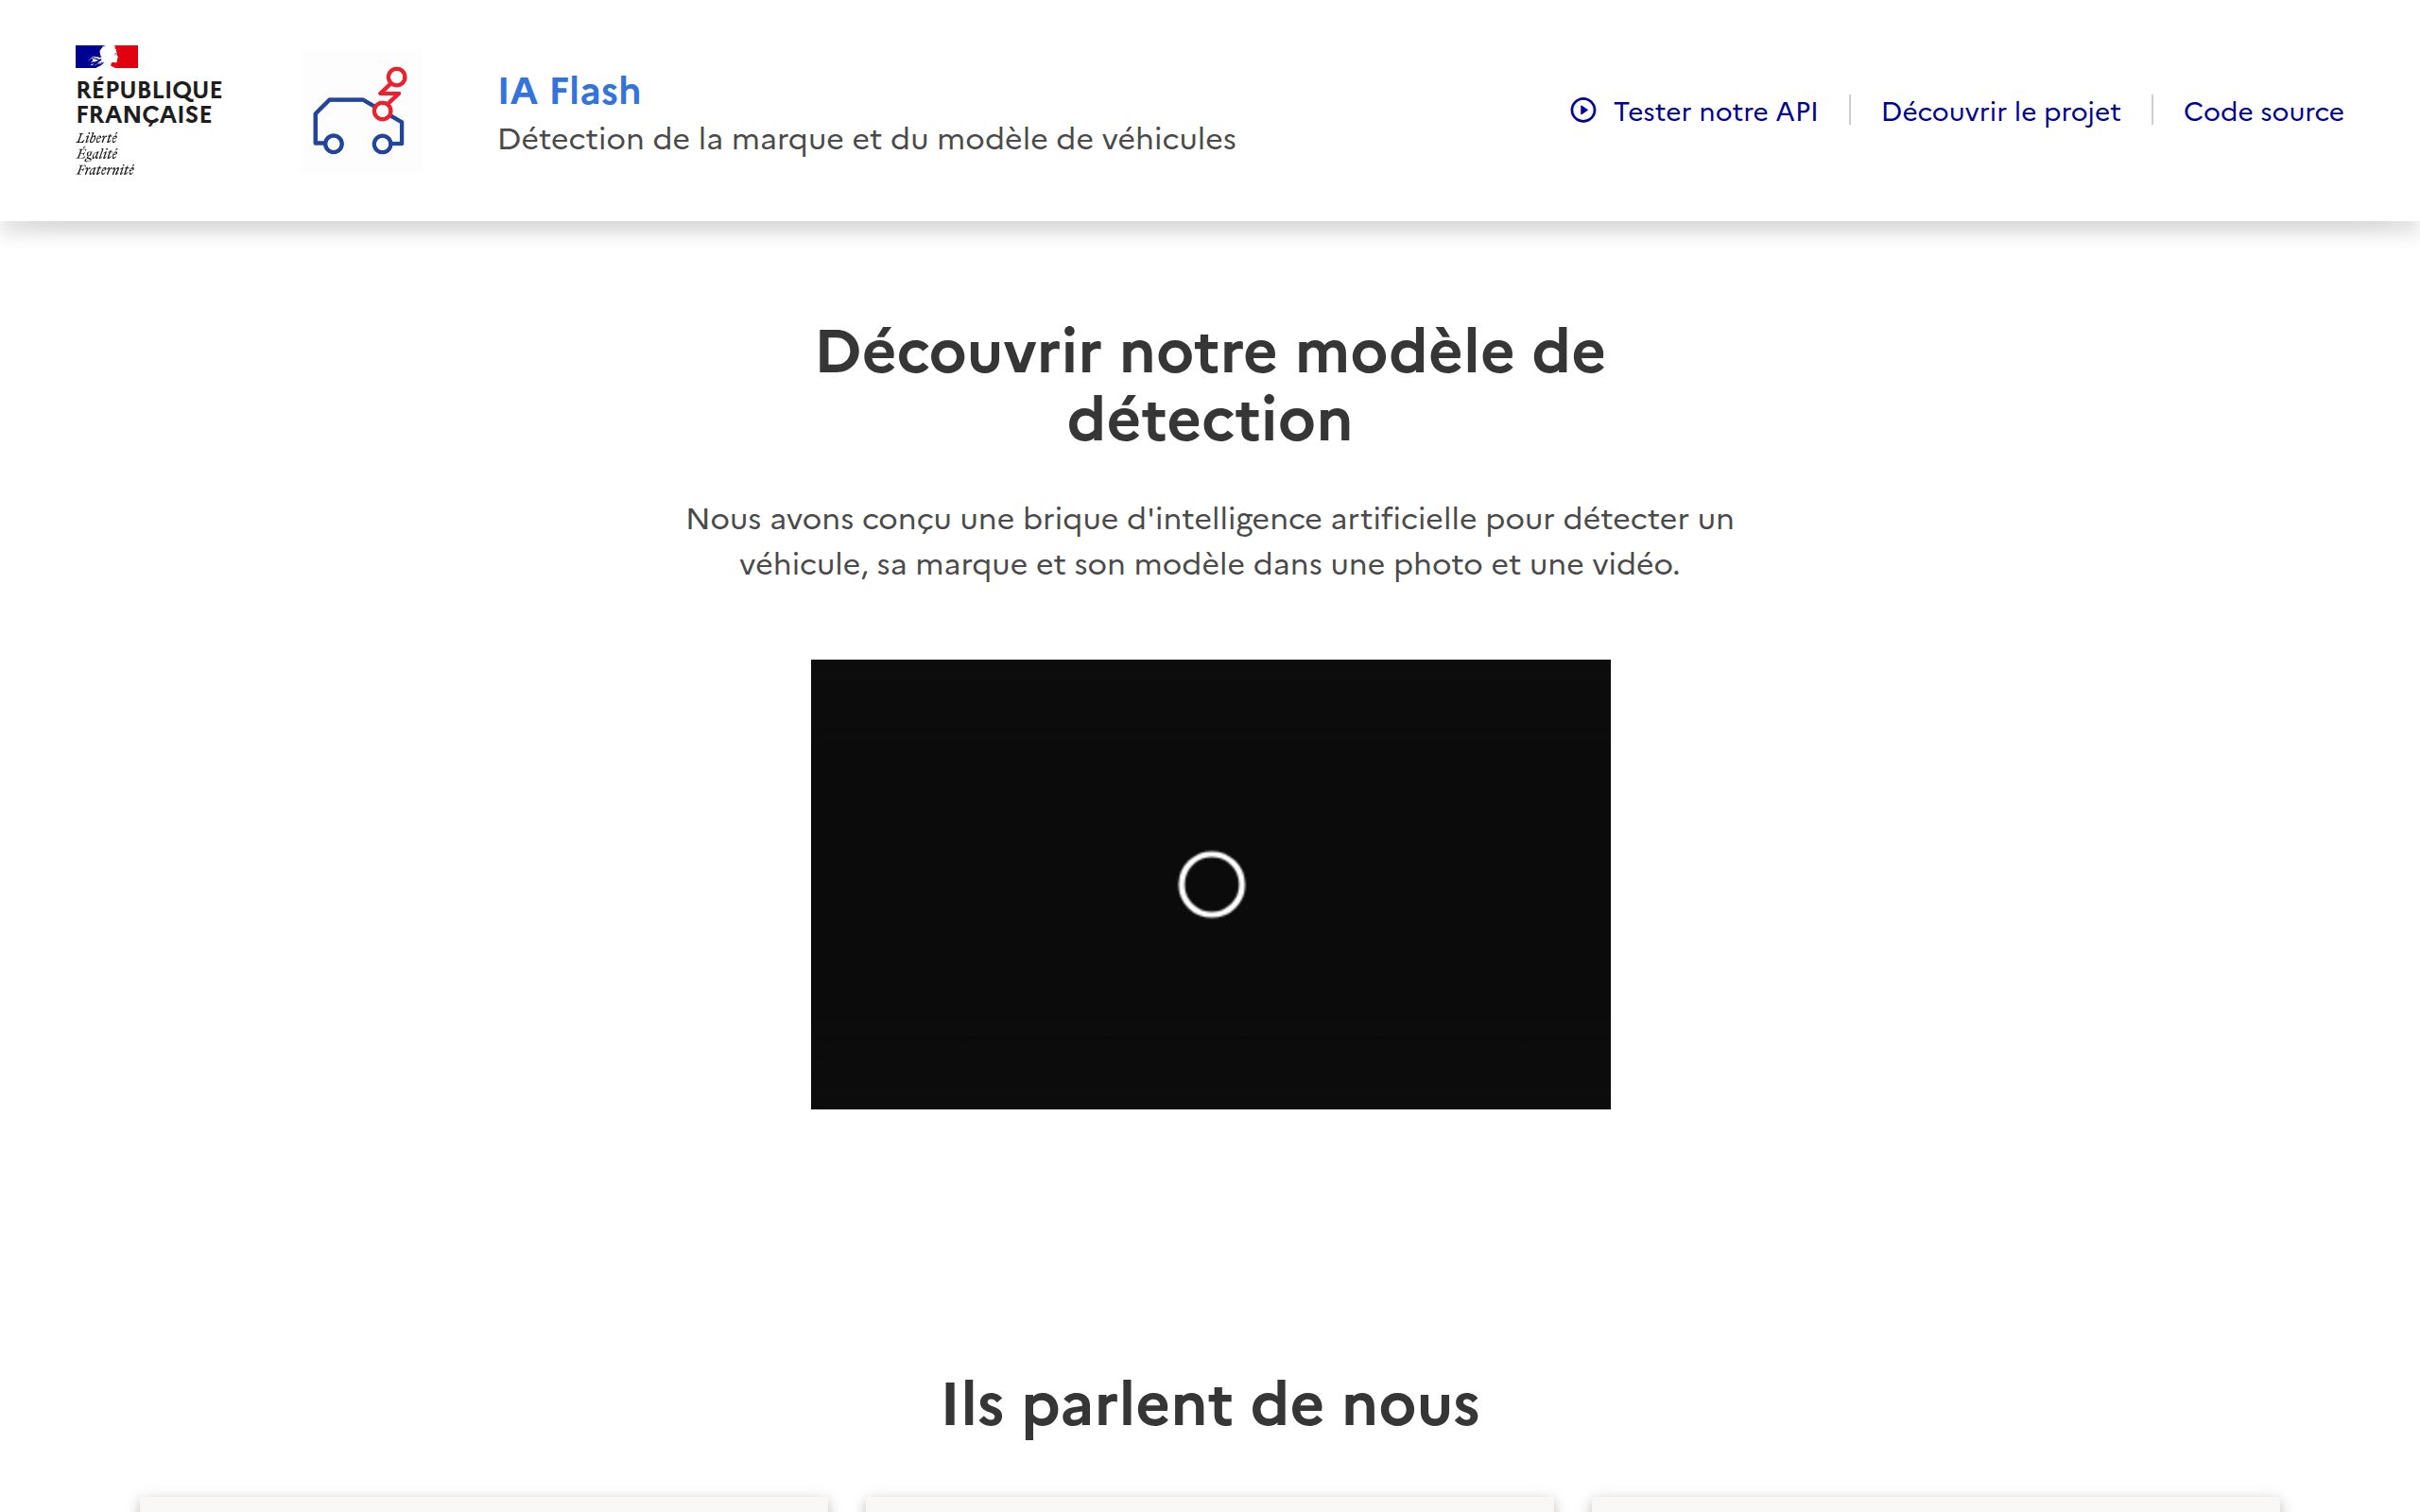 RÉPUBLIQUE
FRANÇAISE
Liberté
Égalité
Fraternité
IA Flash
Détection de la marque et du modèle de véhicules
Tester notre API
Découvrir le projet
Code source
Découvrir notre modèle de
détection
Nous avons conçu une brique d'intelligence artificielle pour détecter un
véhicule, sa marque et son modèle dans une photo et une vidéo.
Ils parlent de nous